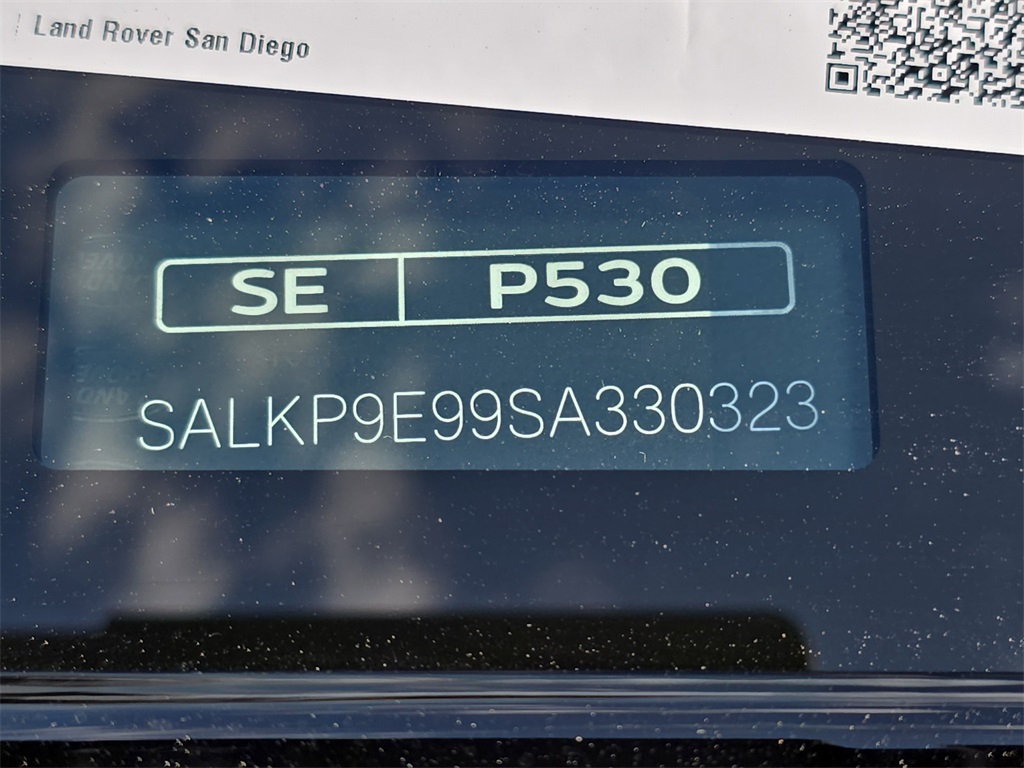 Land Rover San Diego
SE P530
SALKP9E99SA330323